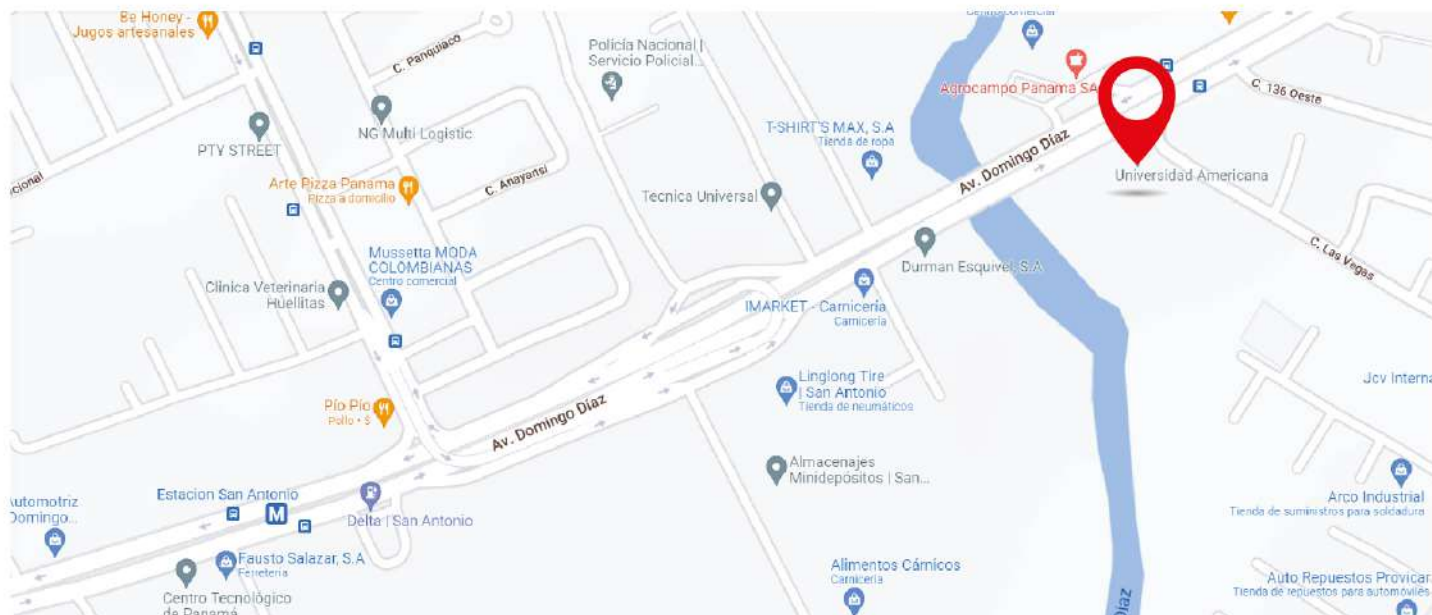 Be Honey -
Jugos artesanales
C. Panquiaco
Policía Nacional |
Servicio Policial...
Agrocampo Panama SA
C. 136 Oeste
PTY STREET
NG Multi Logistic
T-SHIRT'S MAX, S.A
Tienda de ropa
Av. Domingo Díaz
Universidad Americana
Arte Pizza Panama
Pizza a domicilio
C. Anayansi
Tecnica Universal
Mussetta MODA
COLOMBIANAS
Centro comercial
Durman Esquivel, S.A
C. Las Vegas
Clinica Veterinaria
Huellitas
IMARKET - Carnicería
Carnicería
Linglong Tire
| San Antonio
Tienda de neumáticos
Jcv Interna
Pío Pío
Pollo • $
Av. Domingo Díaz
Almacenajes
Minidepósitos | San...
Estacion San Antonio
M
Delta | San Antonio
Automotriz
Domingo...
Arco Industrial
Tienda de suministros para soldadura
Fausto Salazar, S.A
Ferretería
Centro Tecnológico
de Panamá
Alimentos Cárnicos
Carnicería
Auto Repuestos Provicar
Tienda de repuestos para automóviles
Díaz